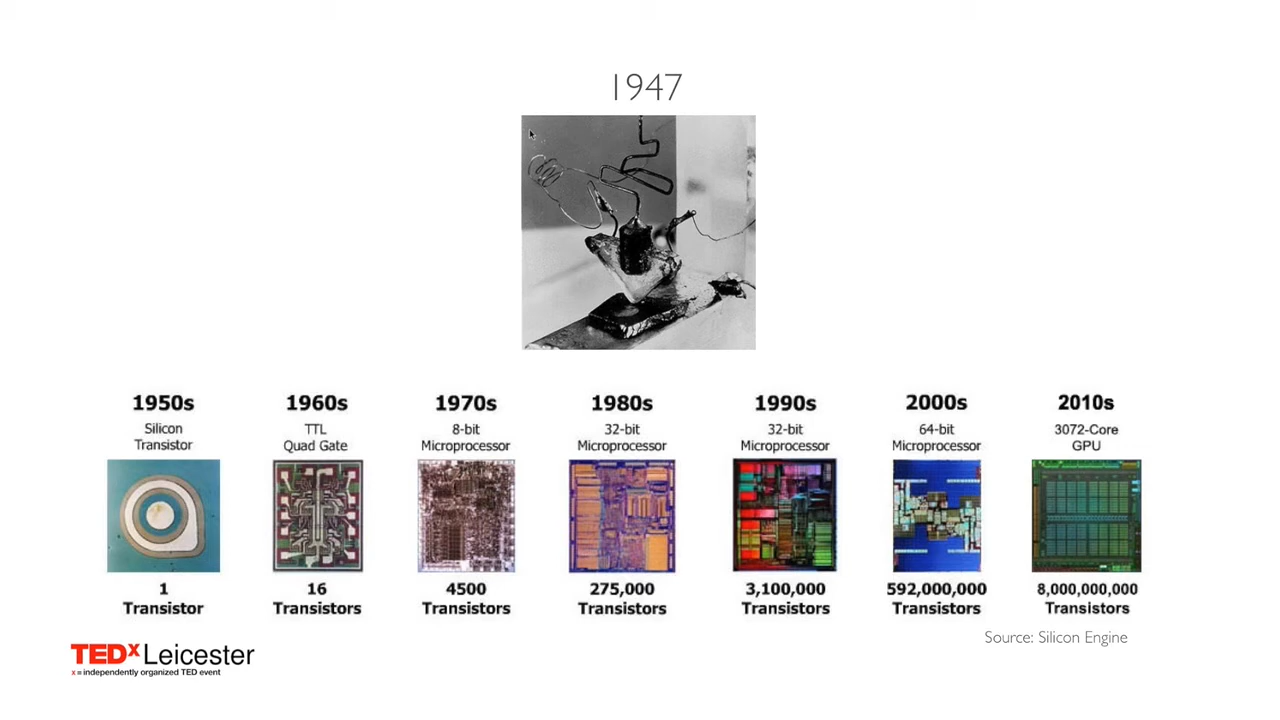 1947
1950s
Silicon
Transistor
1
Transistor
1960s
TTL
Quad Gate
16
Transistors
1970s
8-bit
Microprocessor
4500
Transistors
1980s
32-bit
Microprocessor
275,000
Transistors
1990s
32-bit
Microprocessor
3,100,000
Transistors
2000s
64-bit
Microprocessor
592,000,000
Transistors
2010s
3072-Core
GPU
8,000,000,000
Transistors
Source: Silicon Engine
TEDx Leicester
x = independently organized TED event